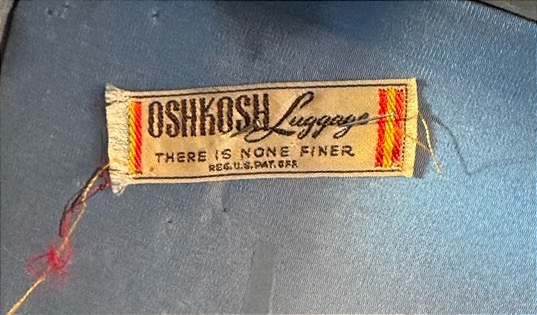 OSHKOSH Luggage
THERE IS NONE FINER
REG.U.S.PAT.OFF.